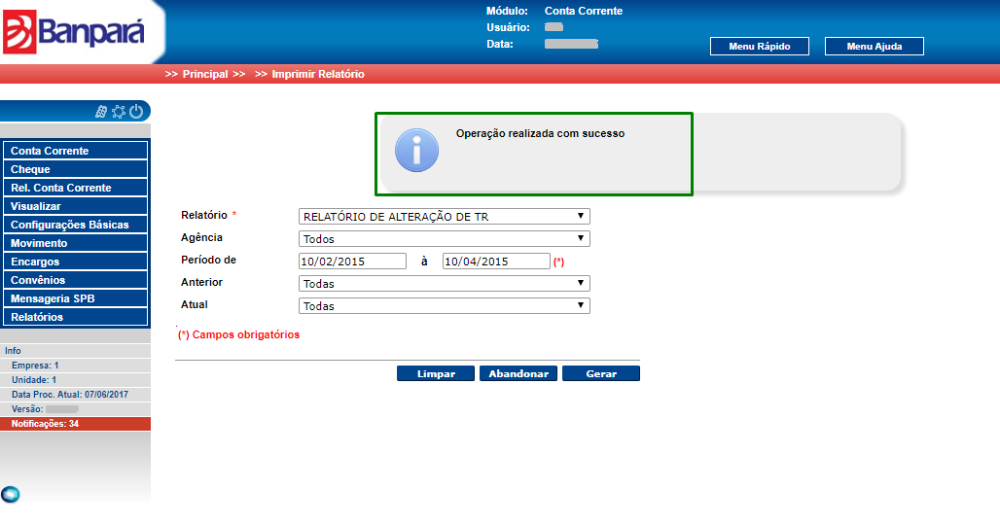 Banpará
Módulo: Conta Corrente
Usuário:
Data:
Menu Rápido
Menu Ajuda
>> Principal >> >> Imprimir Relatório
Operação realizada com sucesso
Conta Corrente
Cheque
Rel. Conta Corrente
Visualizar
Configurações Básicas
Movimento
Encargos
Convênios
Mensageria SPB
Relatórios
Info
Empresa: 1
Unidade: 1
Data Proc. Atual: 07/06/2017
Versão:
Notificações: 34
Relatório * RELATÓRIO DE ALTERAÇÃO DE TR
Agência Todos
Período de 10/02/2015 à 10/04/2015 (*)
Anterior Todas
Atual Todas
(*) Campos obrigatórios
Limpar Abandonar Gerar